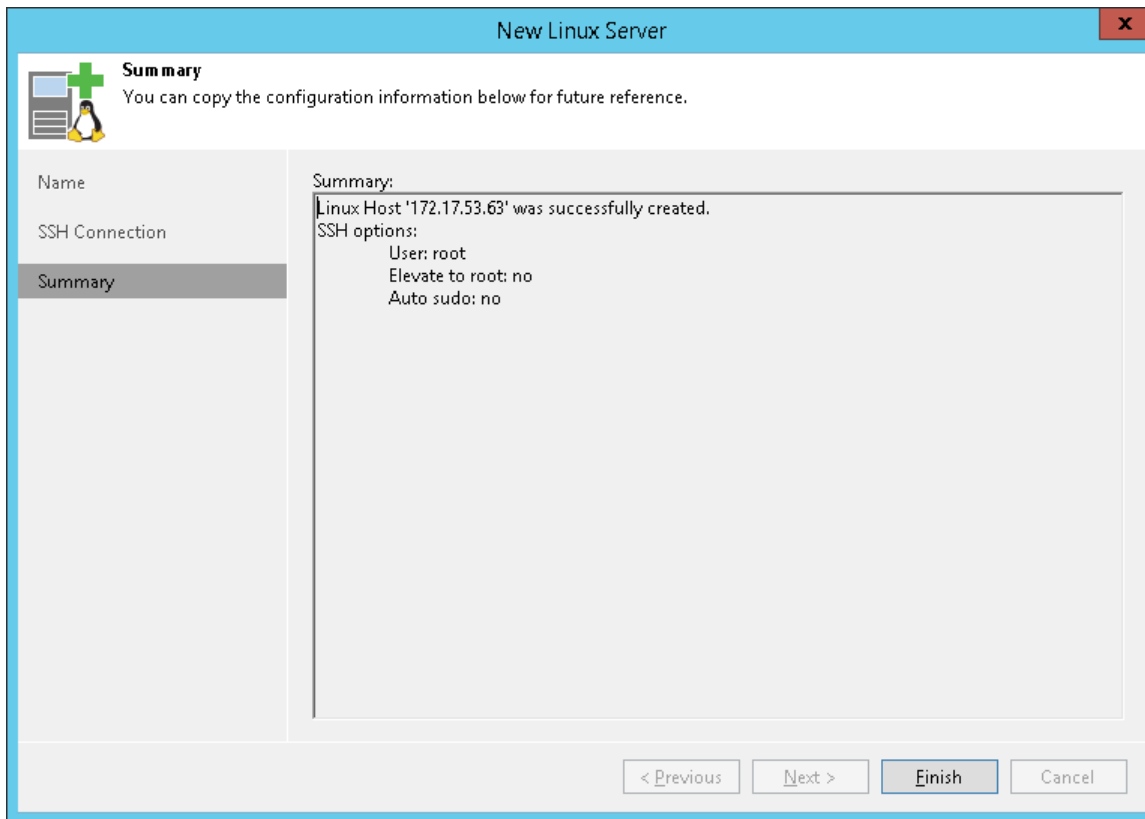 New Linux Server
x
Summary
You can copy the configuration information below for future reference.
Name
SSH Connection
Summary
Summary:
Linux Host '172.17.53.63' was successfully created.
SSH options:
User: root
Elevate to root: no
Auto sudo: no
< Previous
Next >
Finish
Cancel